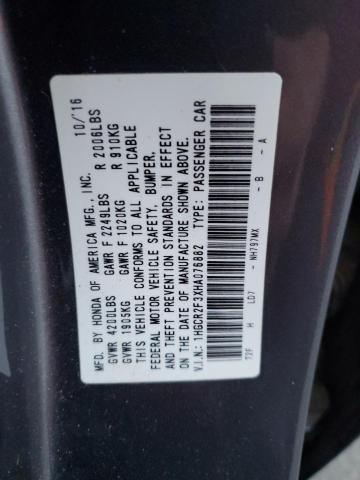 MFD. BY HONDA OF AMERICA MFG., INC. 10/16
GVWR 4200LBS GAWR F 2249LBS R 2006LBS
GVWR 1905KG GAWR F 1020KG R 910KG
THIS VEHICLE CONFORMS TO ALL APPLICABLE
FEDERAL MOTOR VEHICLE SAFETY, BUMPER,
AND THEFT PREVENTION STANDARDS IN EFFECT
ON THE DATE OF MANUFACTURE SHOWN ABOVE.
V.I.N.: 1HGCR2F3XHA076882 TYPE: PASSENGER CAR
T2F H LD7 - NH797MX - B - A